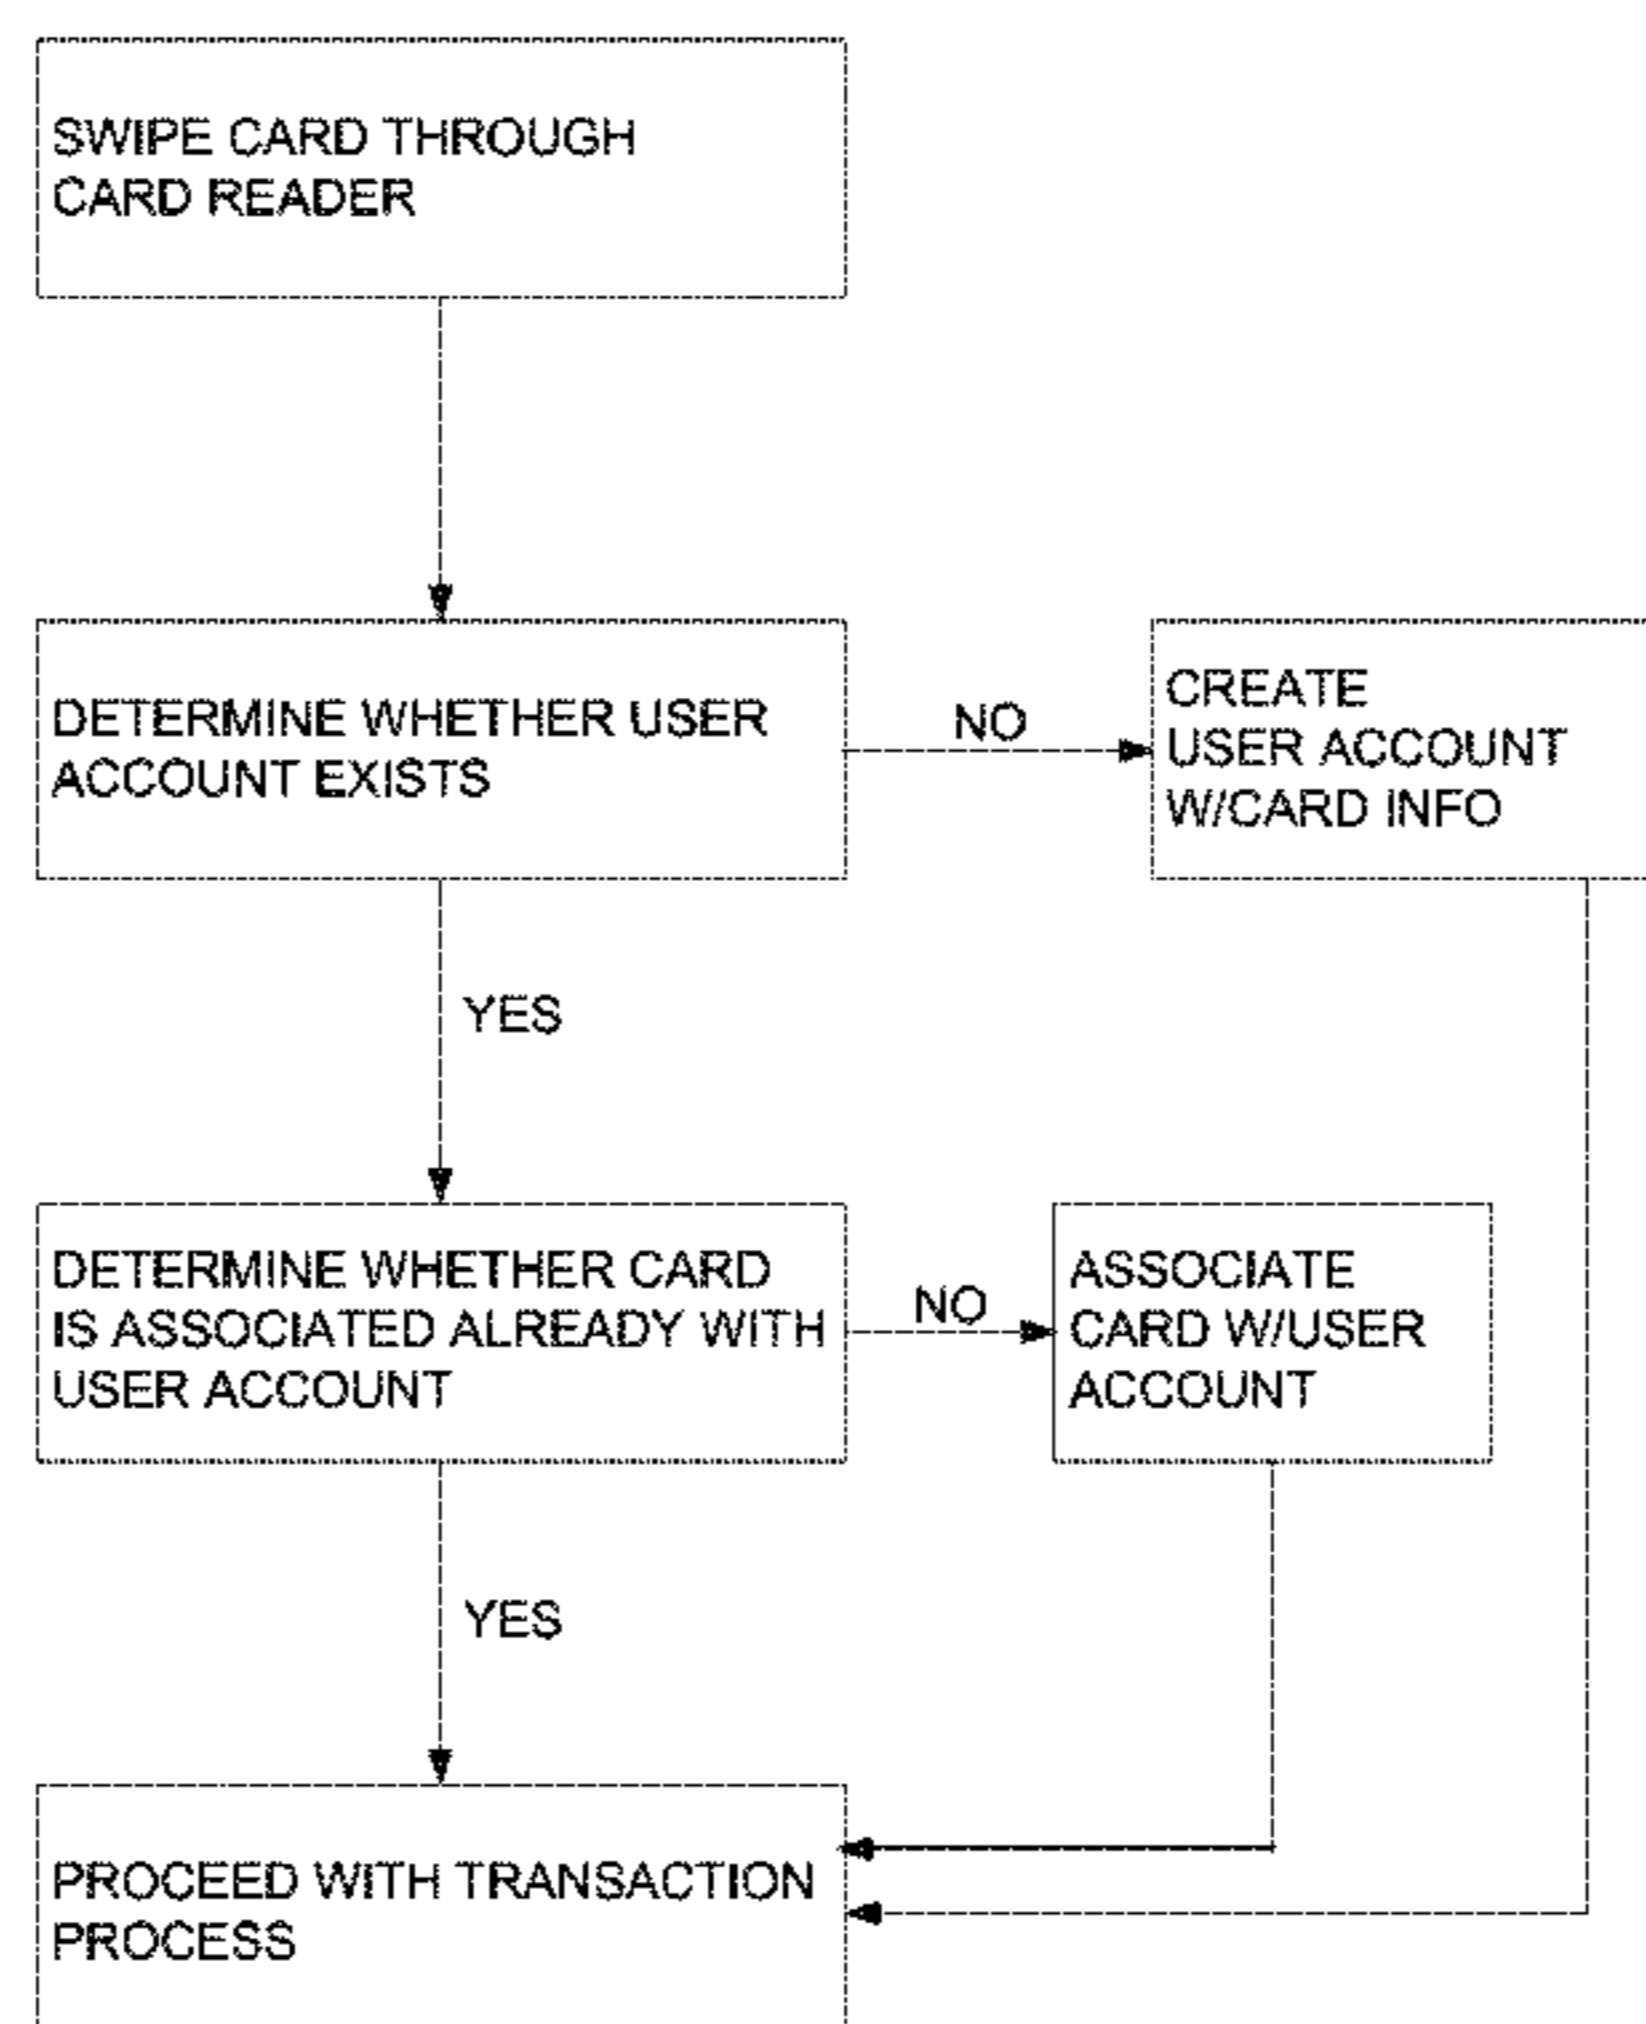 SWIPE CARD THROUGH
CARD READER
DETERMINE WHETHER USER
ACCOUNT EXISTS
NO
CREATE
USER ACCOUNT
W/CARD INFO
YES
DETERMINE WHETHER CARD
IS ASSOCIATED ALREADY WITH
USER ACCOUNT
NO
ASSOCIATE
CARD W/USER
ACCOUNT
YES
PROCEED WITH TRANSACTION
PROCESS